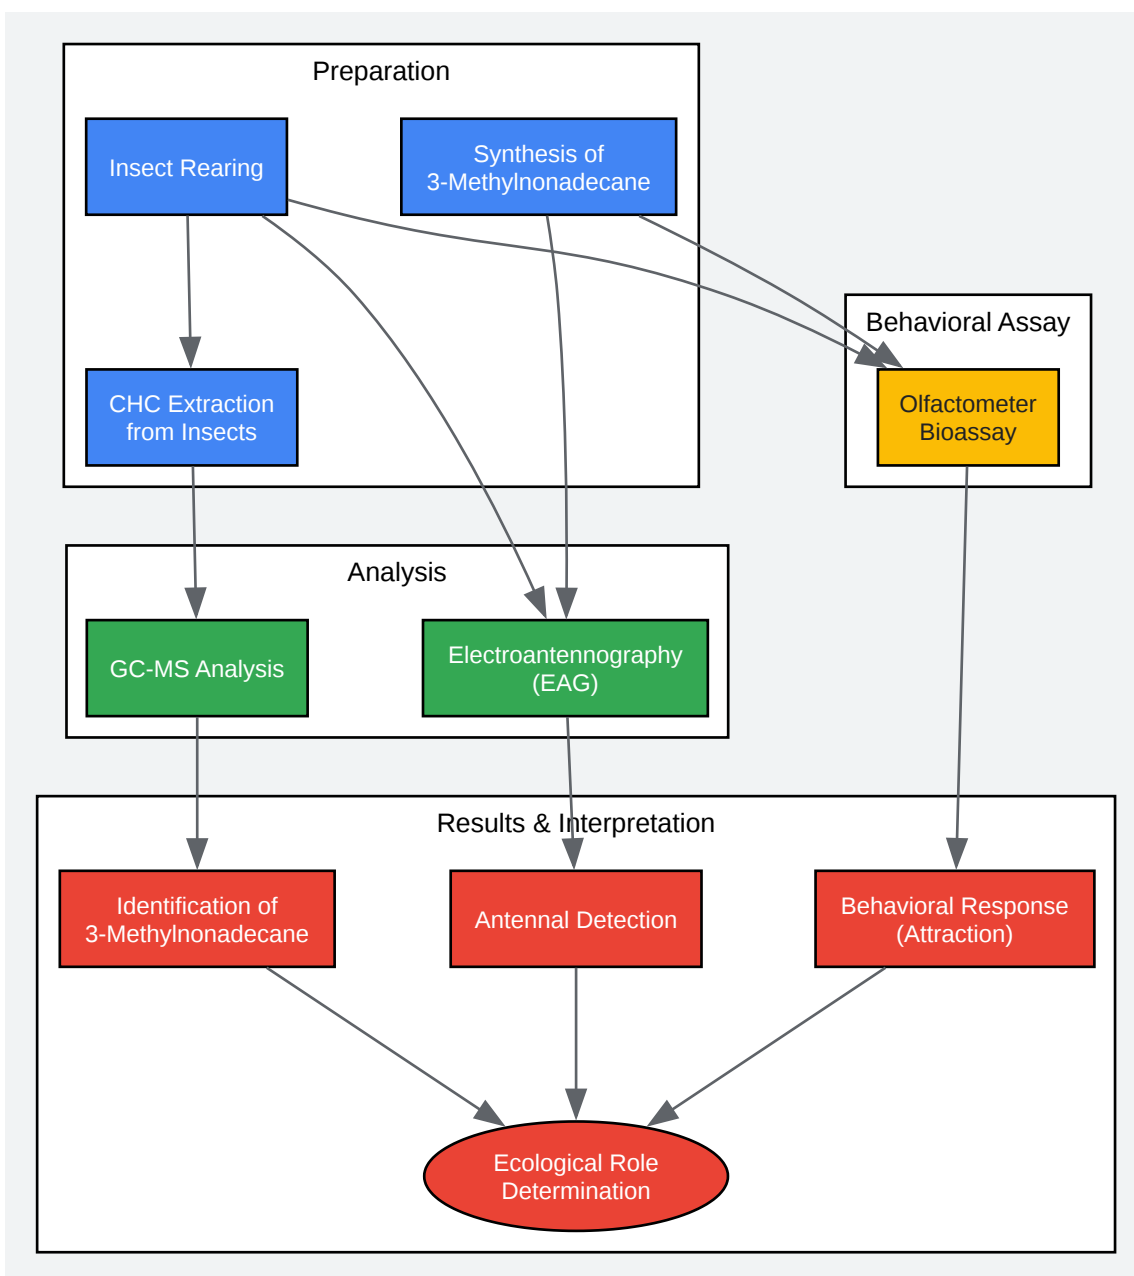 Preparation
Insect Rearing
Synthesis of
3-Methylnonadecane
Behavioral Assay
CHC Extraction
from Insects
Olfactometer
Bioassay
Analysis
GC-MS Analysis
Electroantennography
(EAG)
Results & Interpretation
Identification of
3-Methylnonadecane
Antennal Detection
Behavioral Response
(Attraction)
Ecological Role
Determination